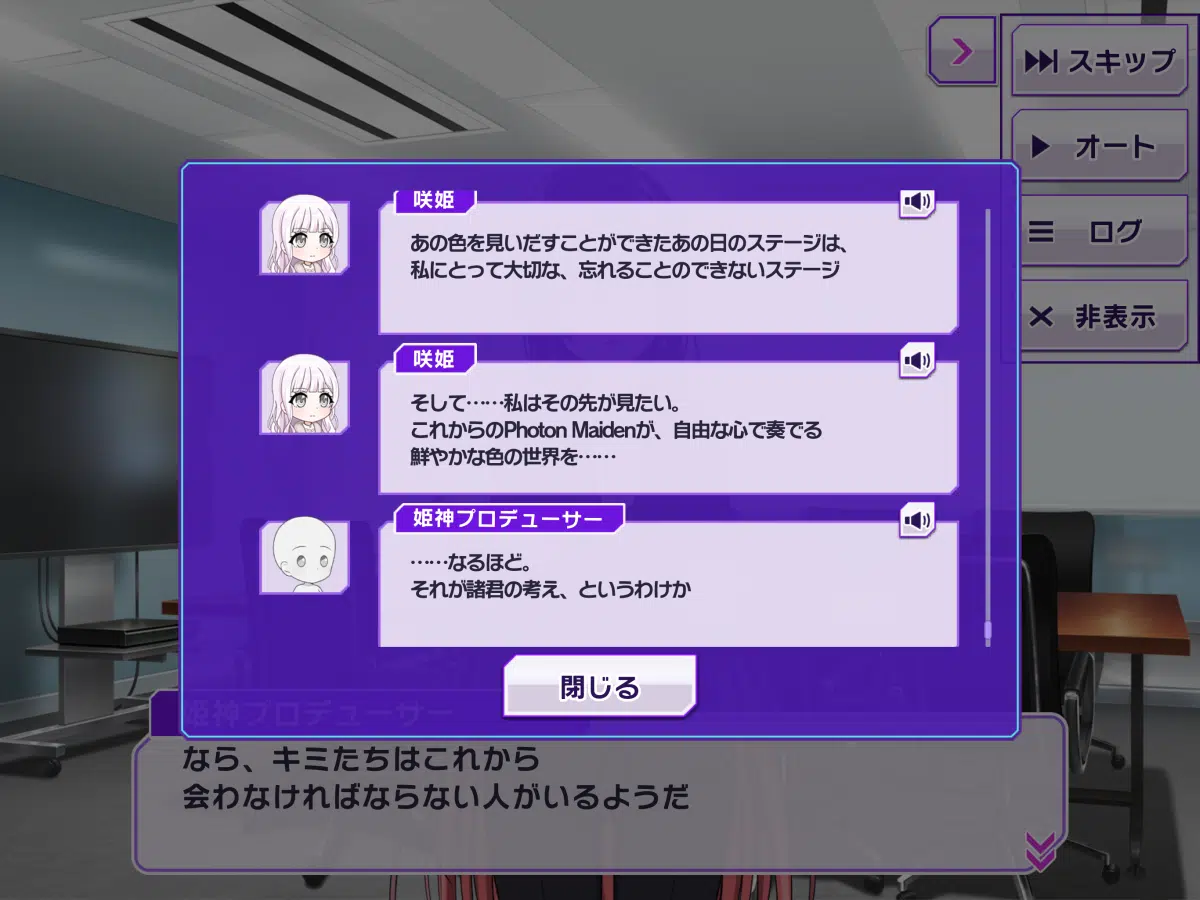 スキップ
オート
ログ
非表示
咲姫
あの色を見いだすことができたあの日のステージは、
私にとって大切な、忘れることのできないステージ
咲姫
そして……私はその先が見たい。
これからのPhoton Maidenが、自由な心で奏でる
鮮やかな色の世界を……
姫神プロデューサー
……なるほど。
それが諸君の考え、というわけか
閉じる
姫神プロデューサー
なら、キミたちはこれから
会わなければならない人がいるようだ